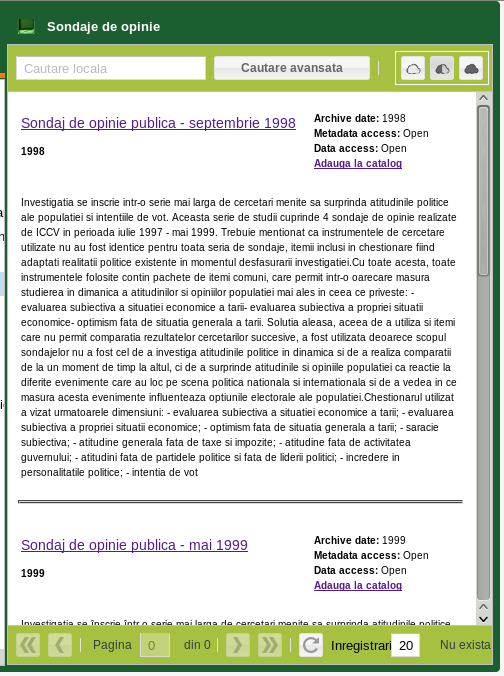 Sondaje de opinie
Cautare locala
Cautare avansata
Sondaj de opinie publica - septembrie 1998
1998
Archive date: 1998
Metadata access: Open
Data access: Open
Adauga la catalog
Investigatia se inscrie intr-o serie mai larga de cercetari menite sa surprinda atitudinile politice
ale populatiei si intentiile de vot. Aceasta serie de studii cuprinde 4 sondaje de opinie realizate
de ICCV in perioada iulie 1997 - mai 1999. Trebuie mentionat ca instrumentele de cercetare
utilizate nu au fost identice pentru toata seria de sondaje, itemii inclusi in chestionare fiind
adaptati realitatii politice existente in momentul desfasurarii investigatiei.Cu toate acesta, toate
instrumentele folosite contin pachete de itemi comuni, care permit intr-o oarecare masura
studierea in dimanica a atitudinilor si opiniilor populatiei mai ales in ceea ce priveste: -
evaluarea subiectiva a situatiei economice a tarii- evaluarea subiectiva a propriei situatii
economice- optimism fata de situatia generala a tarii. Solutia aleasa, aceea de a utiliza si itemi
care nu permit comparatia rezultatelor cercetarilor succesive, a fost utilizata deoarece scopul
sondajelor nu a fost cel de a investiga atitudinile politice in dinamica si de a realiza comparatii
de la un moment de timp la altul, ci de a surprinde atitudinile si opiniile populatiei ca reactie la
diferite evenimente care au loc pe scena politica nationala si internationala si de a vedea in ce
masura acesta evenimente influenteaza optiunile electorale ale populatiei.Chestionarul utilizat
a vizat urmatoarele dimensiuni: - evaluarea subiectiva a situatiei economice a tarii; - evaluarea
subiectiva a propriei situatii economice; - optimism fata de situatia generala a tarii; - saracie
subiectiva; - atitudine generala fata de taxe si impozite; - atitudine fata de activitatea
guvernului; - atitudini fata de partidele politice si fata de liderii politici; - incredere in
personalitatile politice; - intentia de vot
Sondaj de opinie publica - mai 1999
1999
Archive date: 1999
Metadata access: Open
Data access: Open
Adauga la catalog
Investigatia se înscrie într-o serie mai larga de cercetari menite sa surprinda atitudinile politice
Pagina 0 din 0 Inregistrari 20 Nu exista